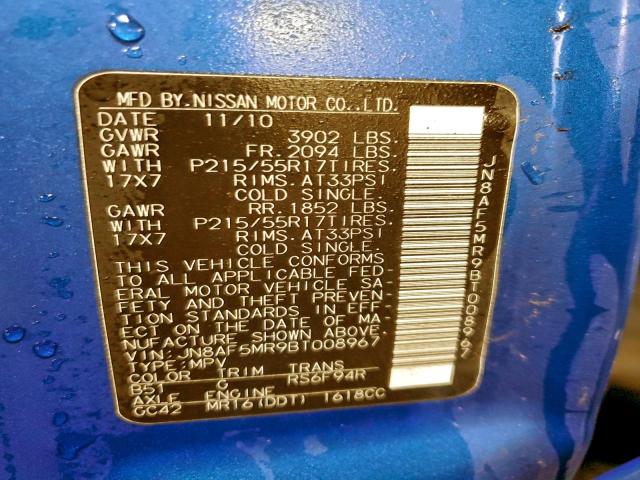 MFD BY.NISSAN MOTOR CO.,LTD.
DATE 11/10
GVWR 3902 LBS.
GAWR FR. 2094 LBS.
WITH P215/55R17TIRES.
17X7 RIMS.AT33PSI
COLD SINGLE
GAWR RR. 1852 LBS.
WITH P215/55R17TIRES.
17X7 RIMS.AT33PSI
COLD SINGLE
THIS VEHICLE CONFORMS
TO ALL APPLICABLE FED-
ERAL MOTOR VEHICLE SA-
FETY AND THEFT PREVEN-
TION STANDARDS IN EFF-
ECT ON THE DATE OF MA-
NUFACTURE SHOWN ABOVE.
VIN: JN8AF5MR9BT008967
TYPE:MPV
COLOR TRIM TRANS
G RS6F94R
AXLE ENGINE
GC42 MR16(DDT) 1618CC
JN8AF5MR9BT008967